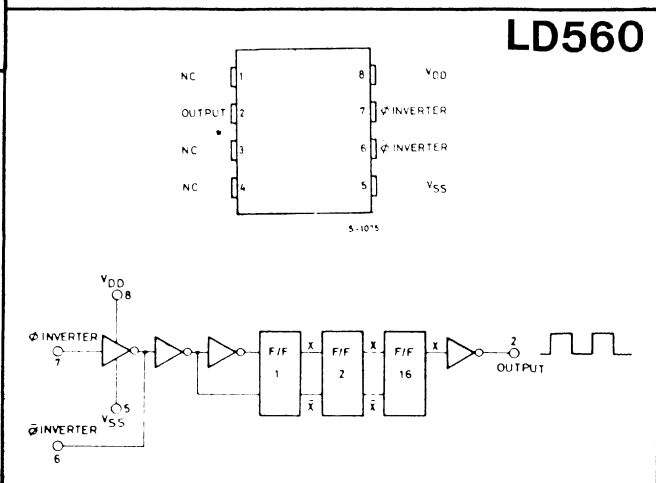 LD560
NC 1 8 VDD
OUTPUT 2 7 Ø INVERTER
NC 3 6 Ø̄ INVERTER
NC 4 5 VSS
S-1075
VDD
8
Ø INVERTER
7
F/F
1
X
X̄
F/F
2
X
X̄
F/F
16
X
2
OUTPUT
5
VSS
Ø̄ INVERTER
6